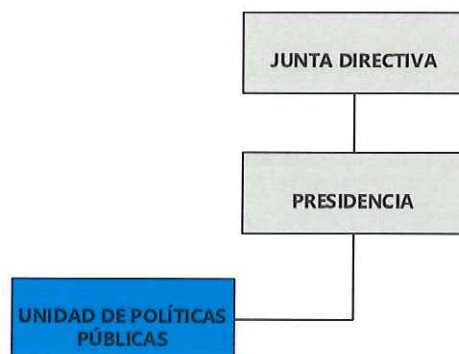 JUNTA DIRECTIVA
PRESIDENCIA
UNIDAD DE POLÍTICAS
PÚBLICAS